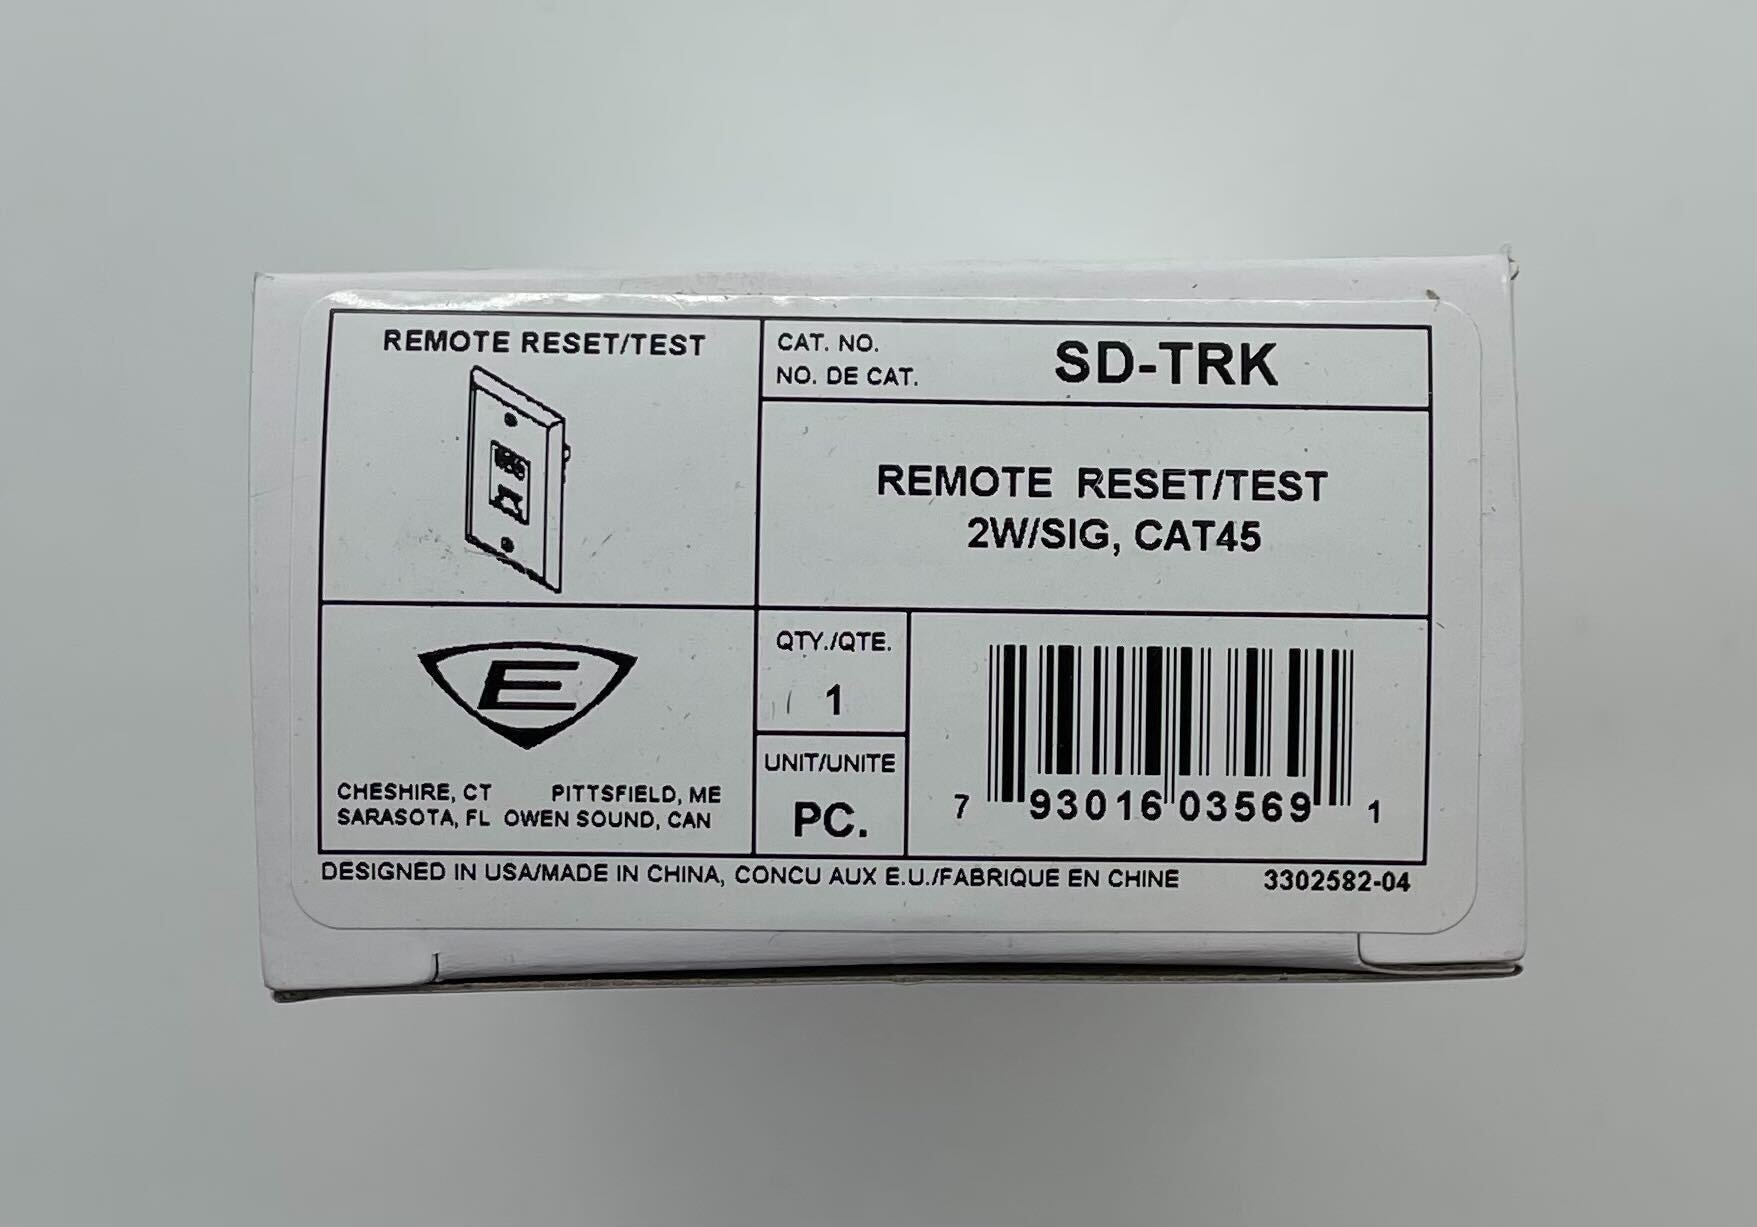 REMOTE RESET/TEST
CAT. NO.
NO. DE CAT.
SD-TRK
REMOTE RESET/TEST
2W/SIG, CAT45
E
CHESHIRE, CT PITTSFIELD, ME
SARASOTA, FL OWEN SOUND, CAN
QTY./QTE.
1
UNIT/UNITE
PC.
7 93016 03569 1
DESIGNED IN USA/MADE IN CHINA, CONCU AUX E.U./FABRIQUE EN CHINE
3302582-04